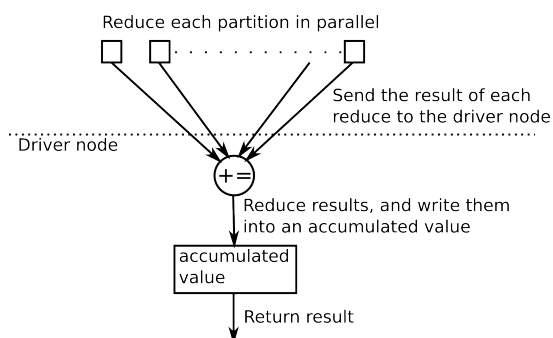 Reduce each partition in parallel
Send the result of each
reduce to the driver node
Driver node
+=
Reduce results, and write them
into an accumulated value
accumulated
value
Return result